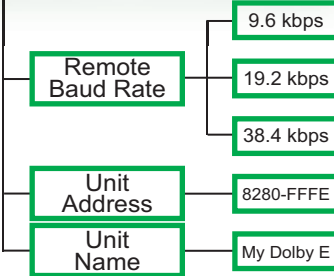 9.6 kbps
Remote
Baud Rate
19.2 kbps
38.4 kbps
Unit
Address
8280-FFFE
Unit
Name
My Dolby E